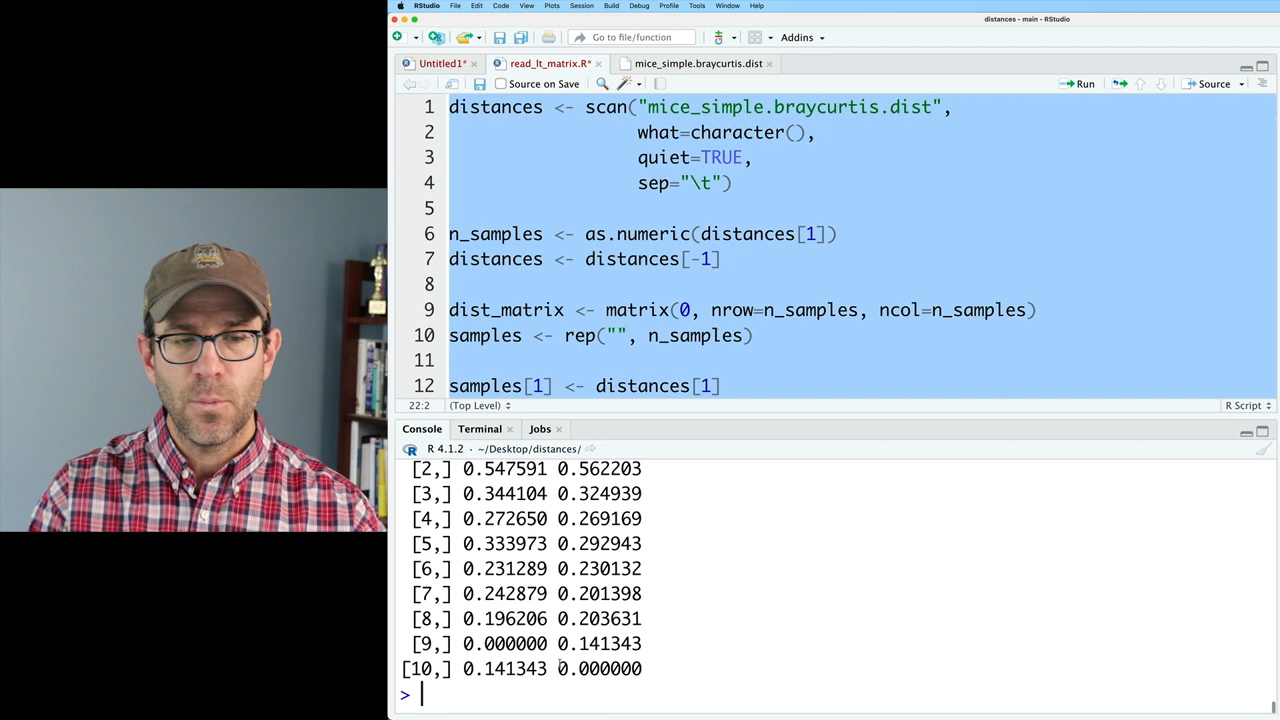 RStudio File Edit Code View Plots Session Build Debug Profile Tools Window Help
distances - main - RStudio
Go to file/function Addins
Untitled1* read_lt_matrix.R* mice_simple.braycurtis.dist
Source on Save Run Source
1 distances <- scan("mice_simple.braycurtis.dist",
2 what=character(),
3 quiet=TRUE,
4 sep="\t")
5
6 n_samples <- as.numeric(distances[1])
7 distances <- distances[-1]
8
9 dist_matrix <- matrix(0, nrow=n_samples, ncol=n_samples)
10 samples <- rep("", n_samples)
11
12 samples[1] <- distances[1]
22:2 (Top Level) R Script
Console Terminal Jobs
R 4.1.2 · ~/Desktop/distances/
[2,] 0.547591 0.562203
[3,] 0.344104 0.324939
[4,] 0.272650 0.269169
[5,] 0.333973 0.292943
[6,] 0.231289 0.230132
[7,] 0.242879 0.201398
[8,] 0.196206 0.203631
[9,] 0.000000 0.141343
[10,] 0.141343 0.000000
>